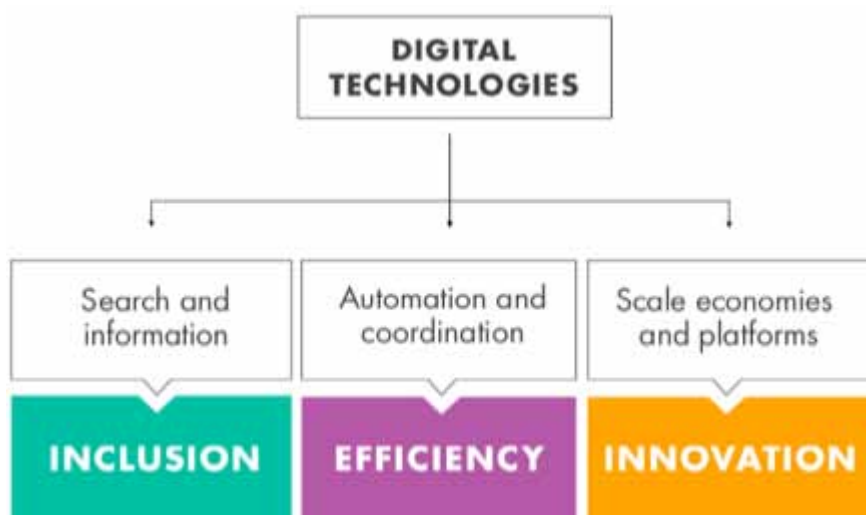 DIGITAL
TECHNOLOGIES
Search and
information
Automation and
coordination
Scale economies
and platforms
INCLUSION
EFFICIENCY
INNOVATION